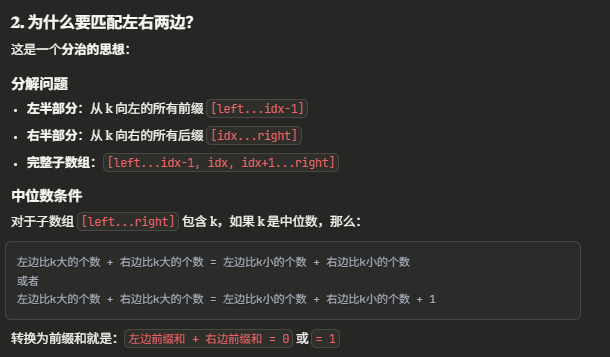 2. 为什么要匹配左右两边？
这是一个分治的思想：
分解问题
• 左半部分：从 k 向左的所有前缀 [left...idx-1]
• 右半部分：从 k 向右的所有后缀 [idx...right]
• 完整子数组：[left...idx-1, idx, idx+1...right]
中位数条件
对于子数组 [left...right] 包含 k，如果 k 是中位数，那么：
左边比k大的个数 + 右边比k大的个数 = 左边比k小的个数 + 右边比k小的个数
或者
左边比k大的个数 + 右边比k大的个数 = 左边比k小的个数 + 右边比k小的个数 + 1
转换为前缀和就是：左边前缀和 + 右边前缀和 = 0 或 = 1